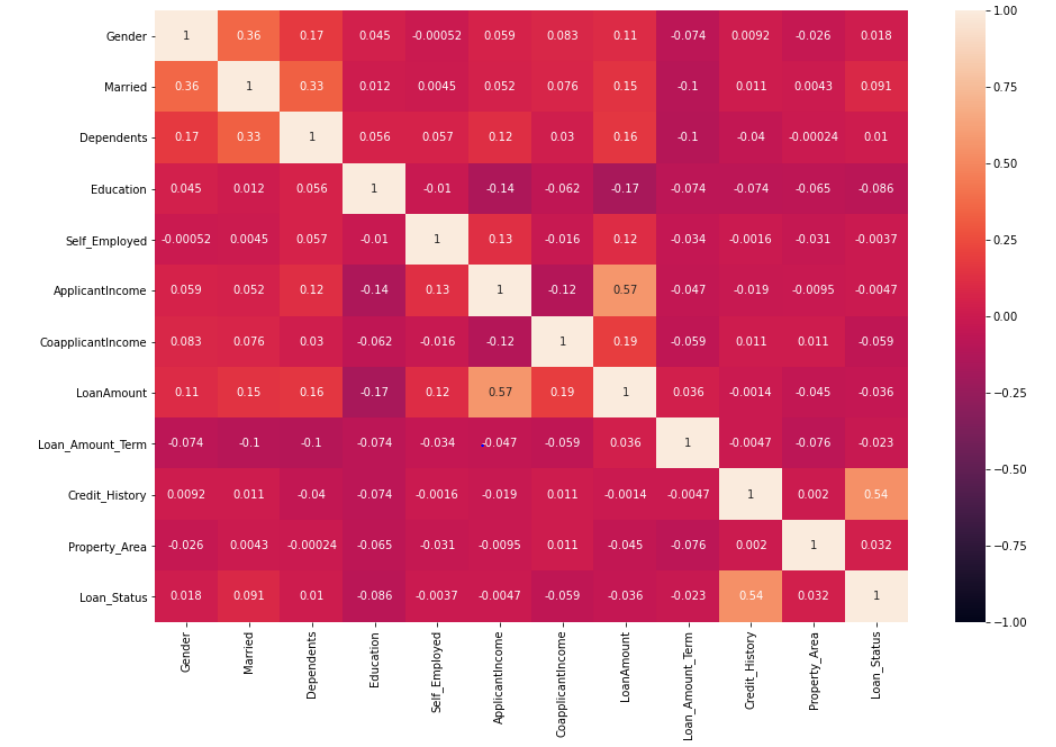 Gender 1 0.36 0.17 0.045 -0.00052 0.059 0.083 0.11 -0.074 0.0092 -0.026 0.018
Married 0.36 1 0.33 0.012 0.0045 0.052 0.076 0.15 -0.1 0.011 0.0043 0.091
Dependents 0.17 0.33 1 0.056 0.057 0.12 0.03 0.16 -0.1 -0.04 -0.00024 0.01
Education 0.045 0.012 0.056 1 -0.01 -0.14 -0.062 -0.17 -0.074 -0.074 -0.065 -0.086
Self_Employed -0.00052 0.0045 0.057 -0.01 1 0.13 -0.016 0.12 -0.034 -0.0016 -0.031 -0.0037
ApplicantIncome 0.059 0.052 0.12 -0.14 0.13 1 -0.12 0.57 -0.047 -0.019 -0.0095 -0.0047
CoapplicantIncome 0.083 0.076 0.03 -0.062 -0.016 -0.12 1 0.19 -0.059 0.011 0.011 -0.059
LoanAmount 0.11 0.15 0.16 -0.17 0.12 0.57 0.19 1 0.036 -0.0014 -0.045 -0.036
Loan_Amount_Term -0.074 -0.1 -0.1 -0.074 -0.034 -0.047 -0.059 0.036 1 -0.0047 -0.076 -0.023
Credit_History 0.0092 0.011 -0.04 -0.074 -0.0016 -0.019 0.011 -0.0014 -0.0047 1 0.002 0.54
Property_Area -0.026 0.0043 -0.00024 -0.065 -0.031 -0.0095 0.011 -0.045 -0.076 0.002 1 0.032
Loan_Status 0.018 0.091 0.01 -0.086 -0.0037 -0.0047 -0.059 -0.036 -0.023 0.54 0.032 1
Gender
Married
Dependents
Education
Self_Employed
ApplicantIncome
CoapplicantIncome
LoanAmount
Loan_Amount_Term
Credit_History
Property_Area
Loan_Status
1.00
0.75
0.50
0.25
0.00
−0.25
−0.50
−0.75
−1.00